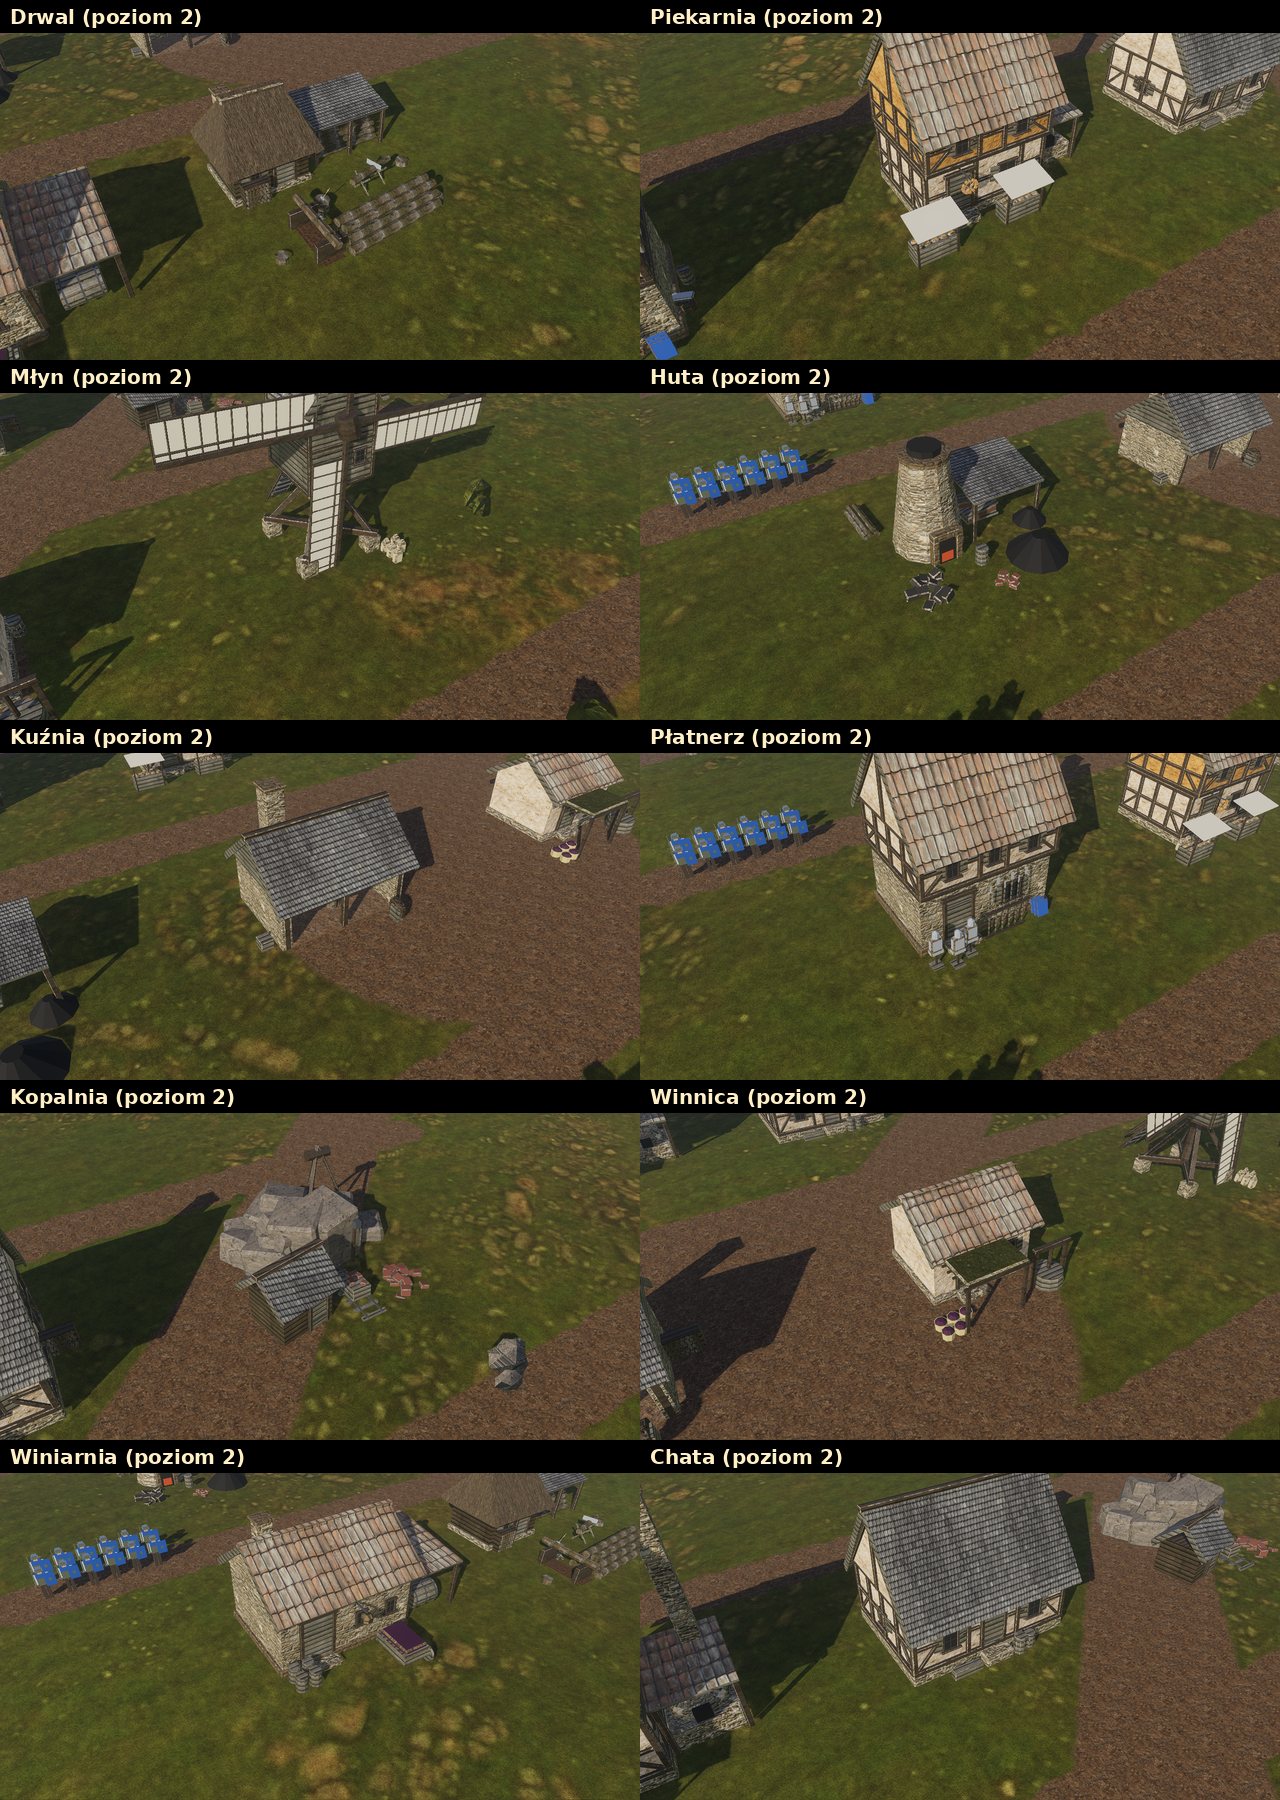 Drwal (poziom 2)
Piekarnia (poziom 2)
Młyn (poziom 2)
Huta (poziom 2)
Kuźnia (poziom 2)
Płatnerz (poziom 2)
Kopalnia (poziom 2)
Winnica (poziom 2)
Winiarnia (poziom 2)
Chata (poziom 2)